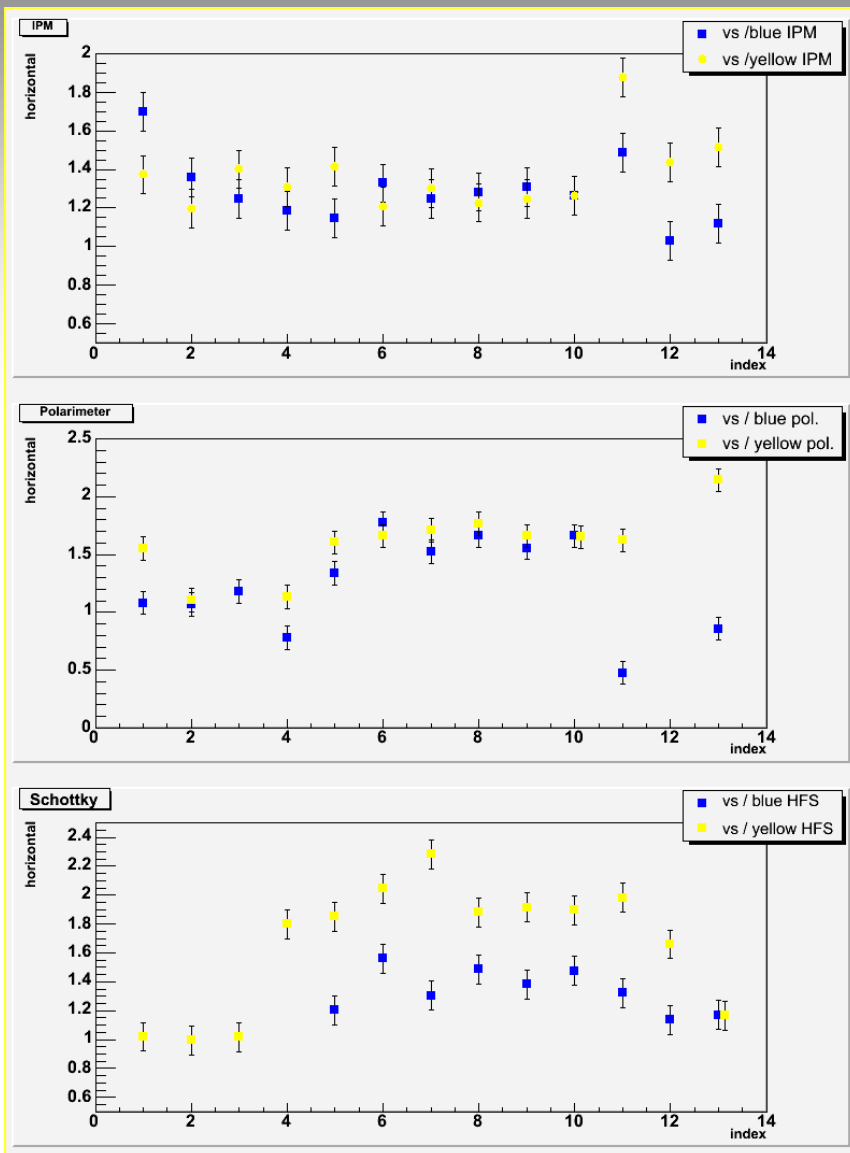 IPM
vs /blue IPM
vs /yellow IPM
horizontal
2
1.8
1.6
1.4
1.2
1
0.8
0.6
0 2 4 6 8 10 12 14
index
Polarimeter
vs / blue pol.
vs / yellow pol.
horizontal
2.5
2
1.5
1
0.5
0
0 2 4 6 8 10 12 14
index
Schottky
vs / blue HFS
vs / yellow HFS
horizontal
2.4
2.2
2
1.8
1.6
1.4
1.2
1
0.8
0.6
0 2 4 6 8 10 12 14
index